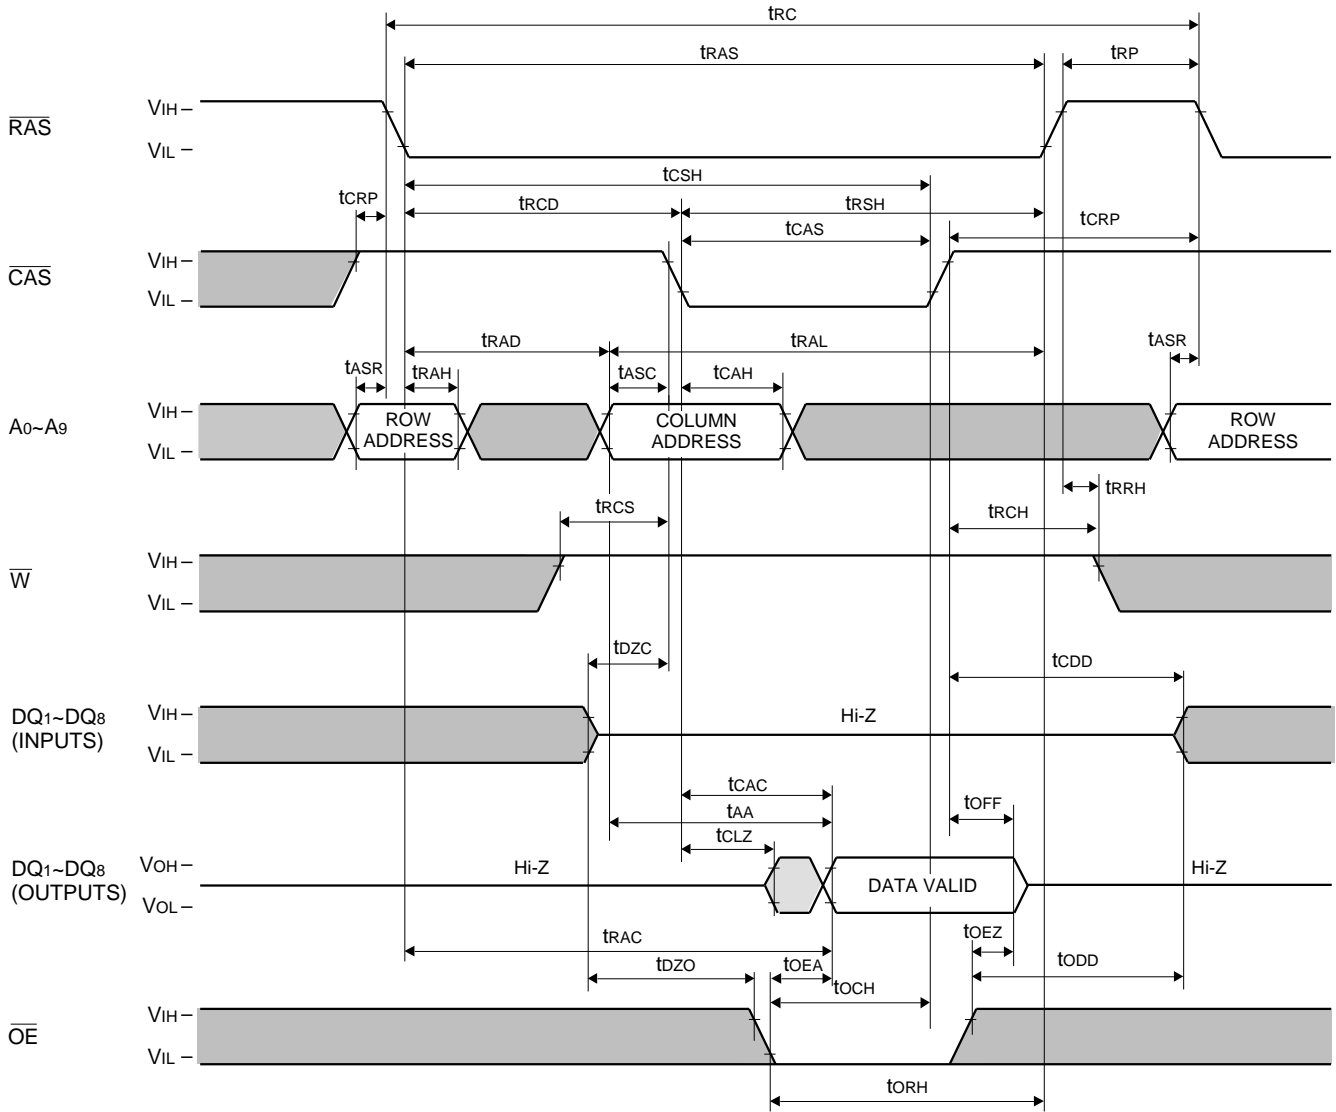 tRC
tRAS
tRP
RAS
VIH
VIL
tCSH
tCRP
tRCD
tRSH
tCRP
tCAS
CAS
VIH
VIL
tRAD
tRAL
tASR
tASR
tRAH
tASC
tCAH
A0~A9
VIH
VIL
ROW
ADDRESS
COLUMN
ADDRESS
ROW
ADDRESS
tRRH
tRCS
tRCH
W
VIH
VIL
tDZC
tCDD
DQ1~DQ8
(INPUTS)
VIH
VIL
Hi-Z
tCAC
tAA
tOFF
tCLZ
DQ1~DQ8
(OUTPUTS)
VOH
VOL
Hi-Z
DATA VALID
Hi-Z
tRAC
tOEZ
tDZO
tOEA
tODD
tOCH
OE
VIH
VIL
tORH